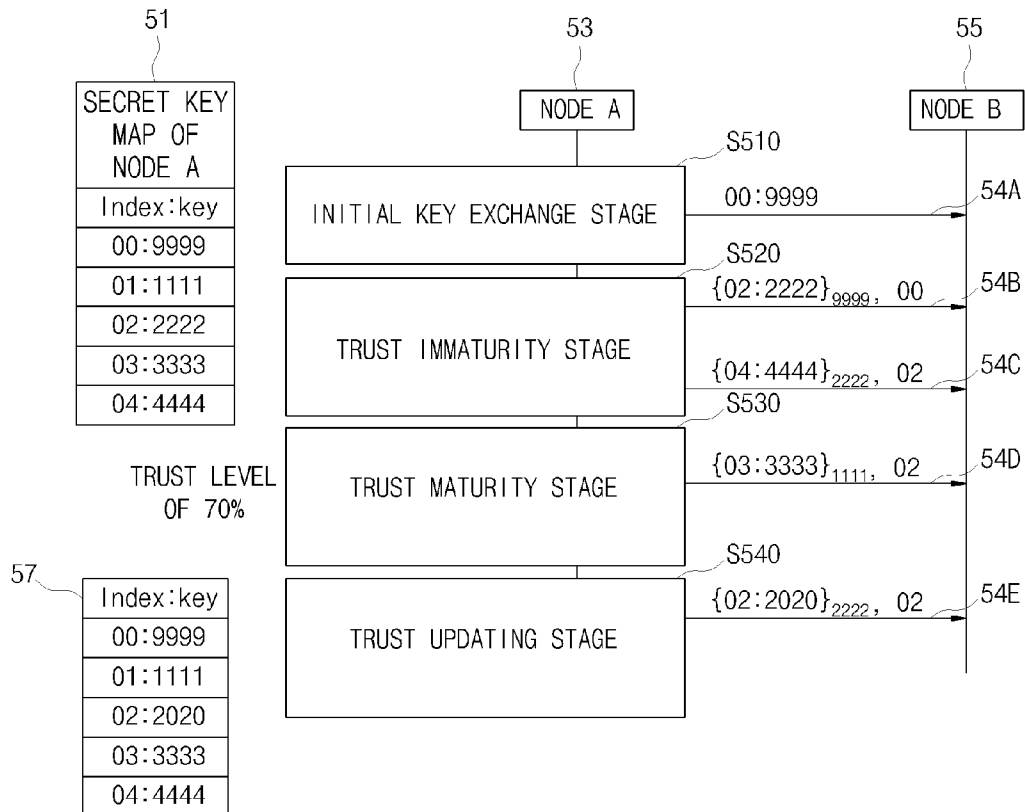 51
53
55
SECRET KEY
MAP OF
NODE A
Index:key
00:9999
01:1111
02:2222
03:3333
04:4444
NODE A
NODE B
S510
INITIAL KEY EXCHANGE STAGE
00:9999
54A
S520
TRUST IMMATURITY STAGE
{02:2222}9999, 00
54B
{04:4444}2222, 02
54C
S530
TRUST LEVEL
OF 70%
TRUST MATURITY STAGE
{03:3333}1111, 02
54D
S540
TRUST UPDATING STAGE
{02:2020}2222, 02
54E
57
Index:key
00:9999
01:1111
02:2020
03:3333
04:4444